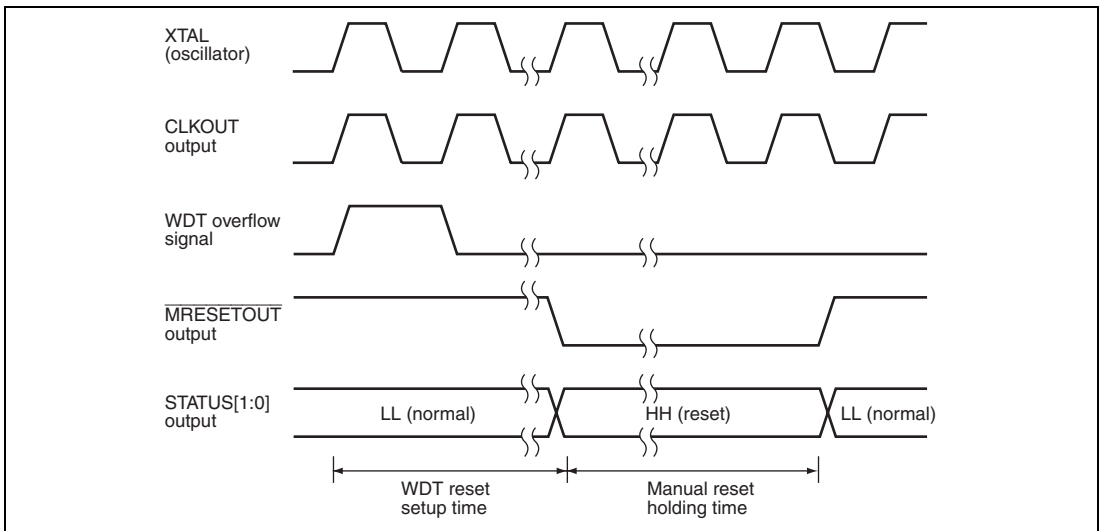 XTAL
(oscillator)
CLKOUT
output
WDT overflow
signal
MRESETOUT
output
STATUS[1:0]
output
LL (normal)
HH (reset)
LL (normal)
WDT reset
setup time
Manual reset
holding time